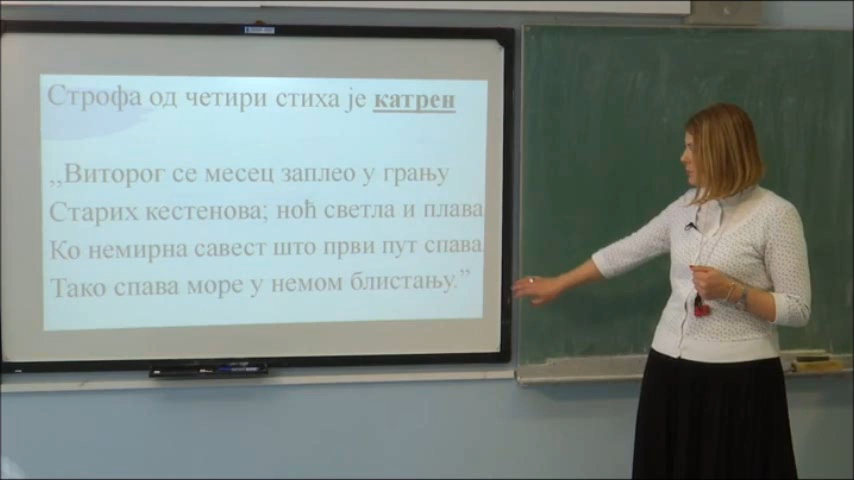 Строфа од четири стиха је катрен
,,Виторог се месец заплео у грању
Старих кестенова; ноћ светла и плава
Ко немирна савест што први пут спава
Тако спава море у немом блистању.”